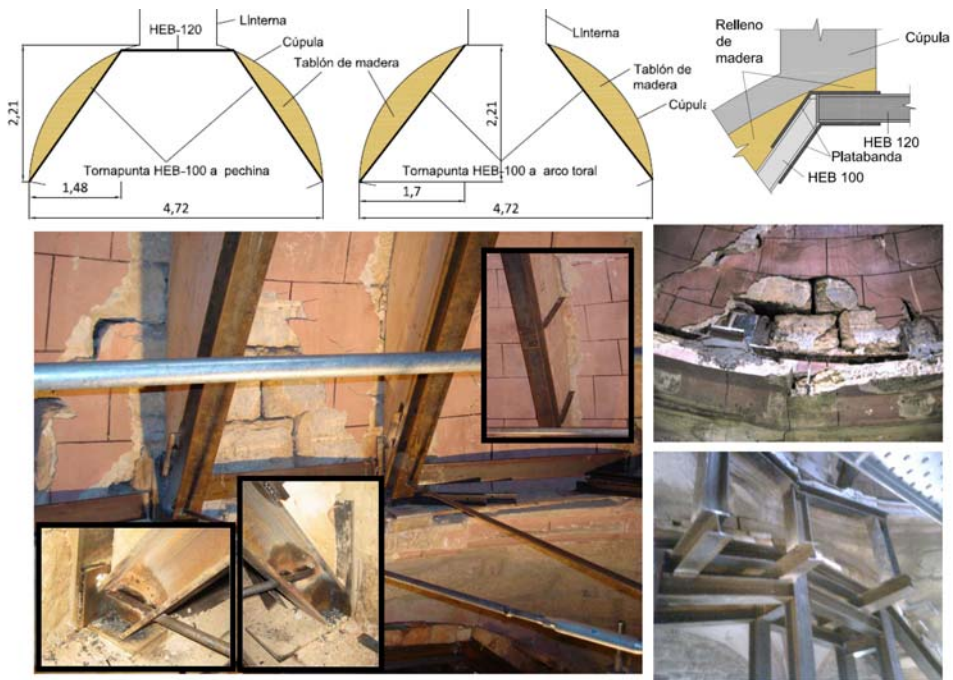 HEB-120
LInterna
Cúpula
Tablón de madera
2,21
Tornapunta HEB-100 a pechina
1,48
4,72
LInterna
Tablón de
madera
Cúpula
2,21
Tornapunta HEB-100 a arco toral
1,7
4,72
Relleno
de
madera
Cúpula
HEB 120
Platabanda
HEB 100